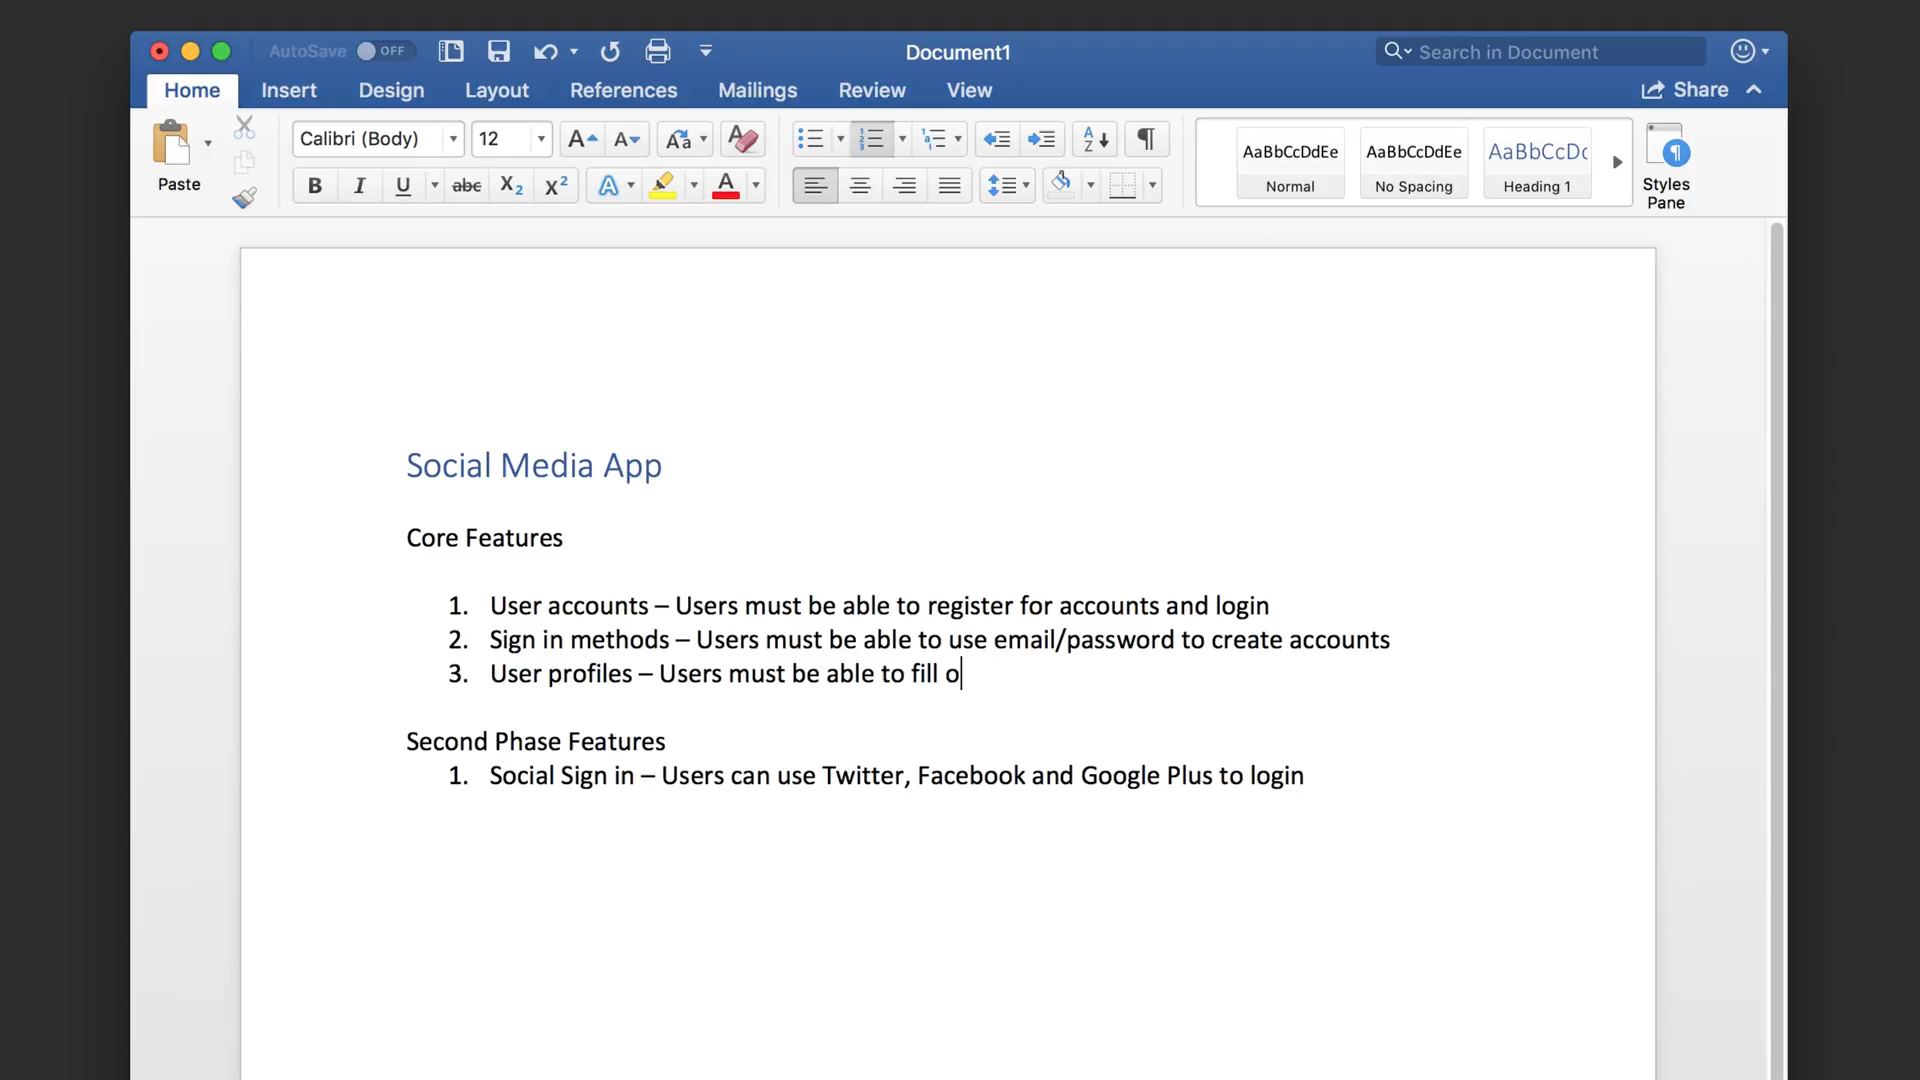 AutoSave OFF
Document1
Search in Document
Home Insert Design Layout References Mailings Review View Share
Paste
Calibri (Body) 12
AaBbCcDdEe AaBbCcDdEe AaBbCcDc
Normal No Spacing Heading 1
Styles Pane
Social Media App
Core Features
1. User accounts – Users must be able to register for accounts and login
2. Sign in methods – Users must be able to use email/password to create accounts
3. User profiles – Users must be able to fill o
Second Phase Features
1. Social Sign in – Users can use Twitter, Facebook and Google Plus to login